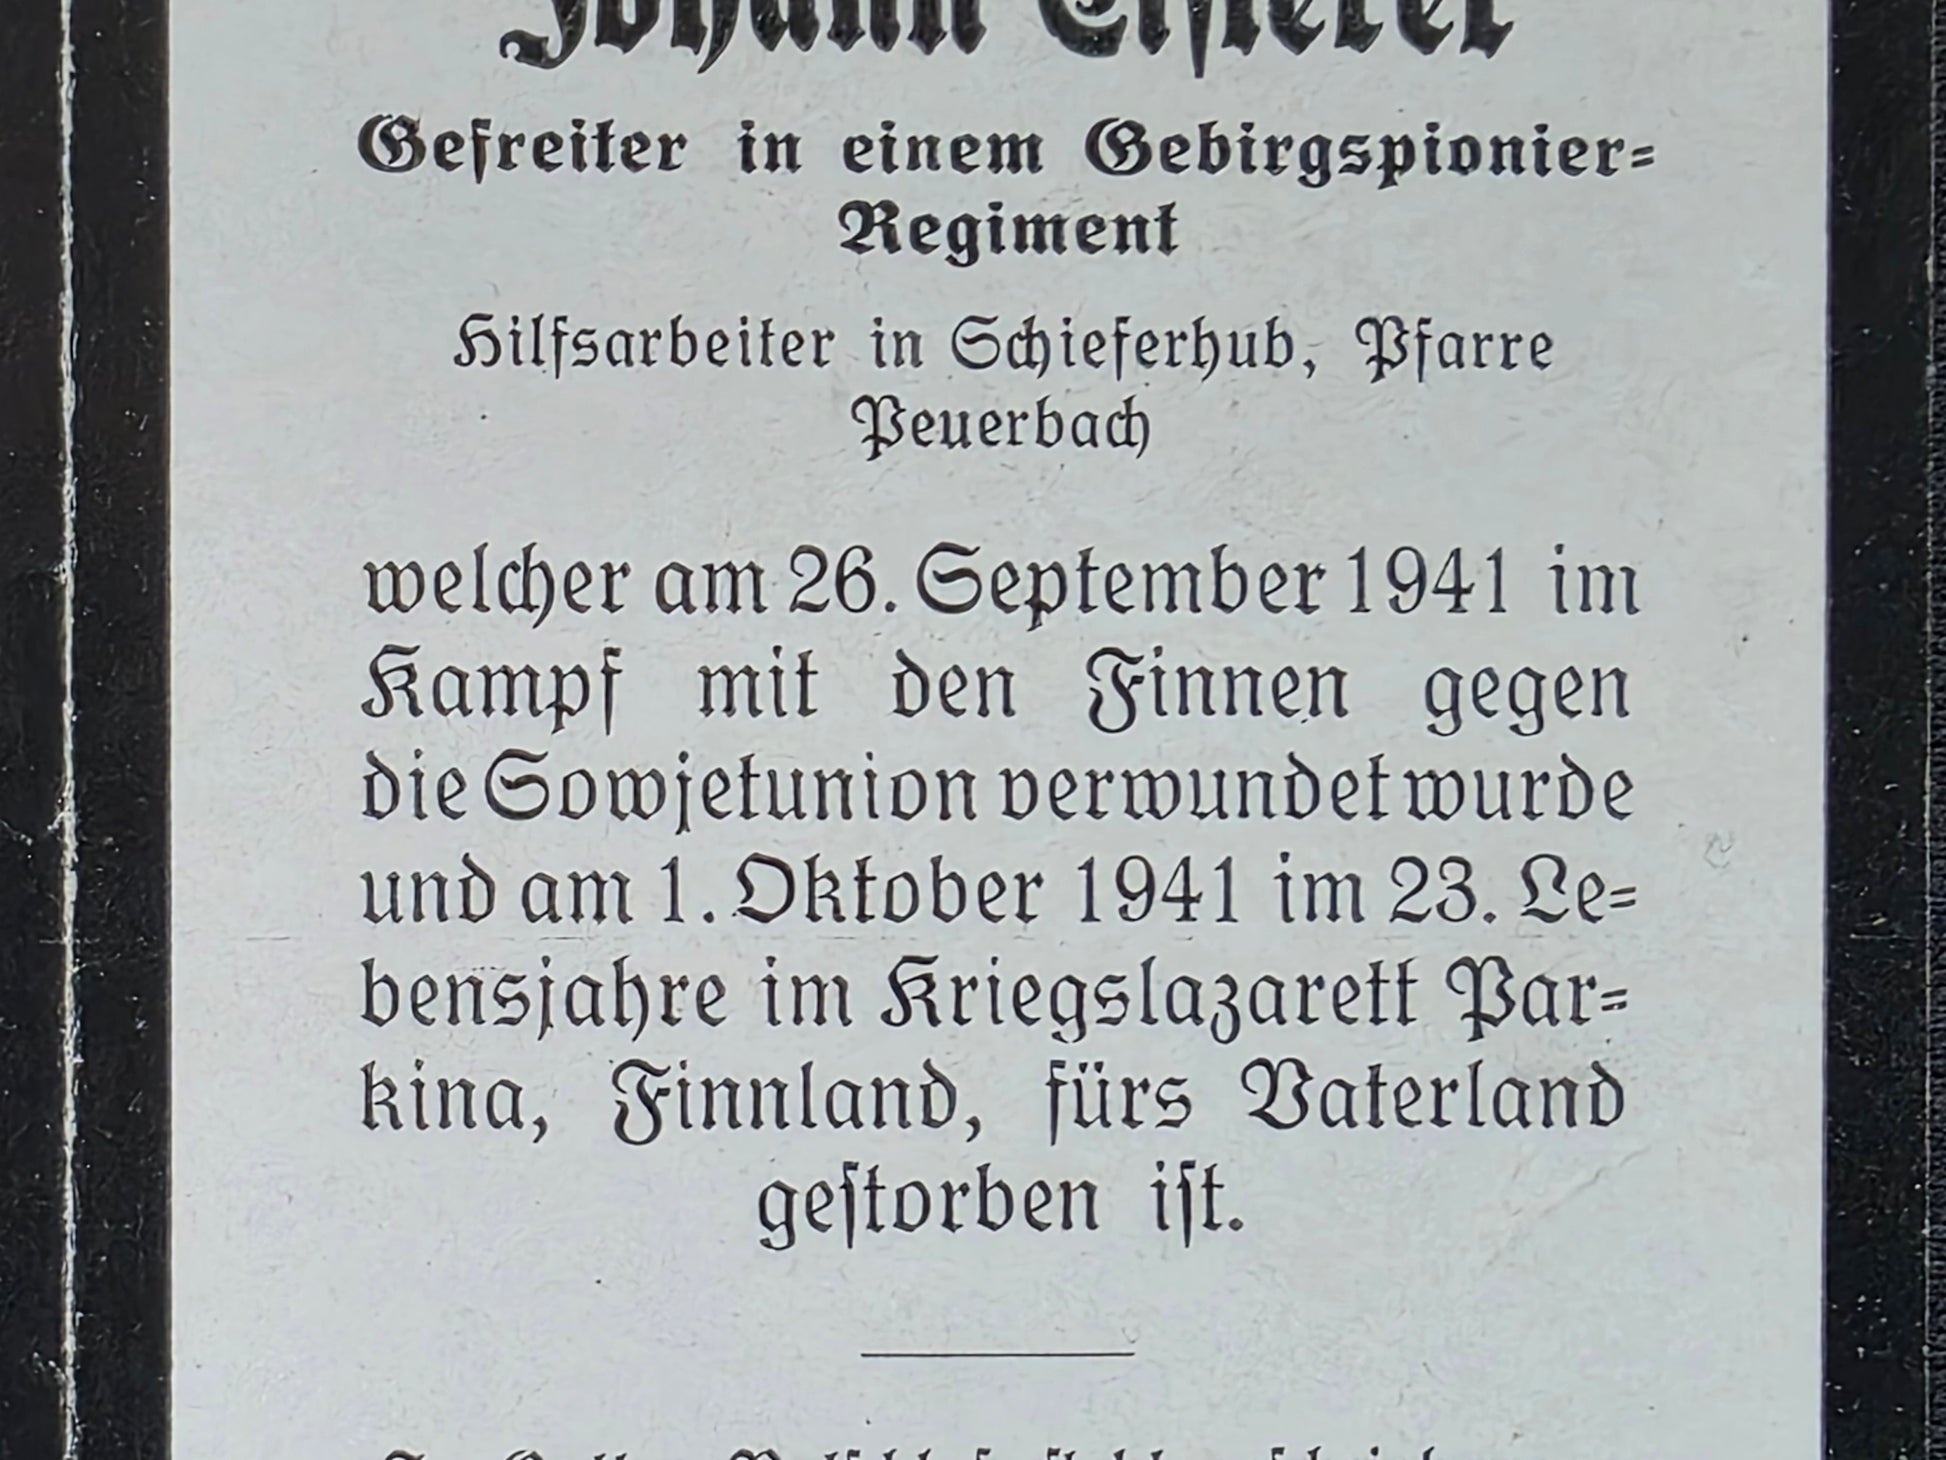 Johann
Gefreiter in einem Gebirgspionier-
Regiment
Hilfsarbeiter in Schieferhub, Pfarre
Peuerbach
welcher am 26. September 1941 im
Kampf mit den Finnen gegen
die Sowjetunion verwundet wurde
und am 1. Oktober 1941 im 23. Le-
bensjahre im Kriegslazarett Par-
kina, Finnland, fürs Vaterland
geſtorben iſt.